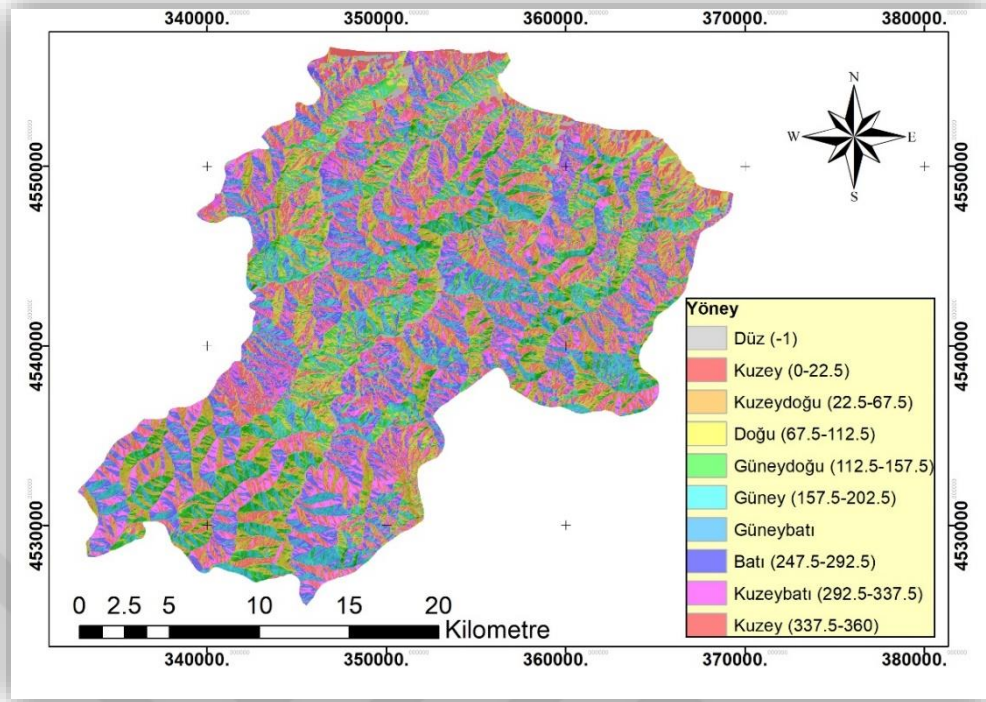 340000. 350000. 360000. 370000. 380000.
N
W E
S
4550000 4550000
4540000 4540000
4530000 4530000
Yöney
Düz (-1)
Kuzey (0-22.5)
Kuzeydoğu (22.5-67.5)
Doğu (67.5-112.5)
Güneydoğu (112.5-157.5)
Güney (157.5-202.5)
Güneybatı
Batı (247.5-292.5)
Kuzeybatı (292.5-337.5)
Kuzey (337.5-360)
0 2.5 5 10 15 20
Kilometre
340000. 350000. 360000. 370000. 380000.